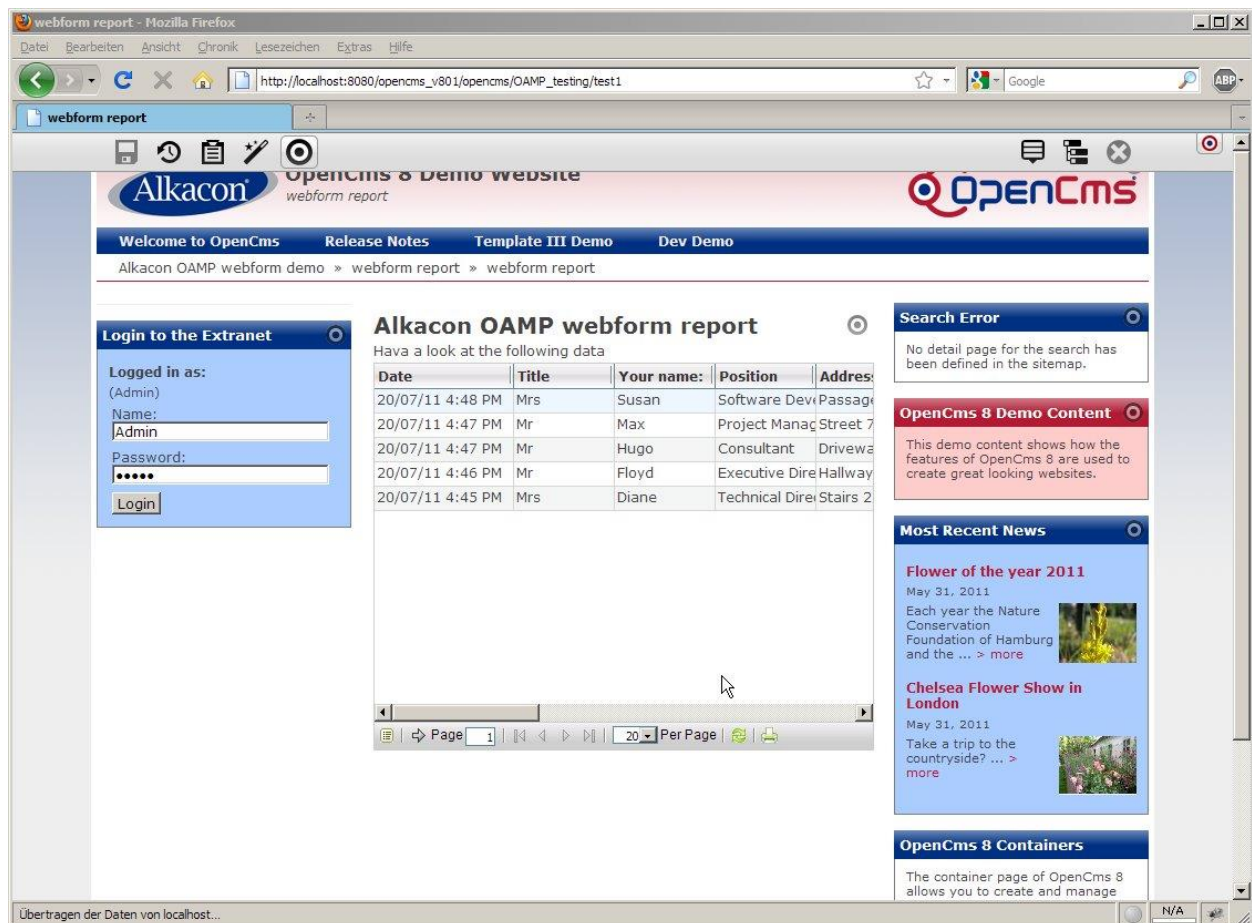 webform report - Mozilla Firefox
Datei Bearbeiten Ansicht Chronik Lesezeichen Extras Hilfe
http://localhost:8080/opencms_v801/opencms/OAMP_testing/test1
Google
ABP
webform report
Alkacon
OpenCms 8 Demo Website
webform report
OpenCms
Welcome to OpenCms Release Notes Template III Demo Dev Demo
Alkacon OAMP webform demo » webform report » webform report
Login to the Extranet
Logged in as:
(Admin)
Name:
Admin
Password:
•••••
Login
Alkacon OAMP webform report
Hava a look at the following data
Date Title Your name: Position Address
20/07/11 4:48 PM Mrs Susan Software Dev Passage
20/07/11 4:47 PM Mr Max Project Manag Street 7
20/07/11 4:47 PM Mr Hugo Consultant Drivewa
20/07/11 4:46 PM Mr Floyd Executive Dire Hallway
20/07/11 4:45 PM Mrs Diane Technical Dire Stairs 2
Page 1 20 Per Page
Search Error
No detail page for the search has
been defined in the sitemap.
OpenCms 8 Demo Content
This demo content shows how the
features of OpenCms 8 are used to
create great looking websites.
Most Recent News
Flower of the year 2011
May 31, 2011
Each year the Nature
Conservation
Foundation of Hamburg
and the ... > more
Chelsea Flower Show in
London
May 31, 2011
Take a trip to the
countryside? ... >
more
OpenCms 8 Containers
The container page of OpenCms 8
allows you to create and manage
Übertragen der Daten von localhost...
N/A